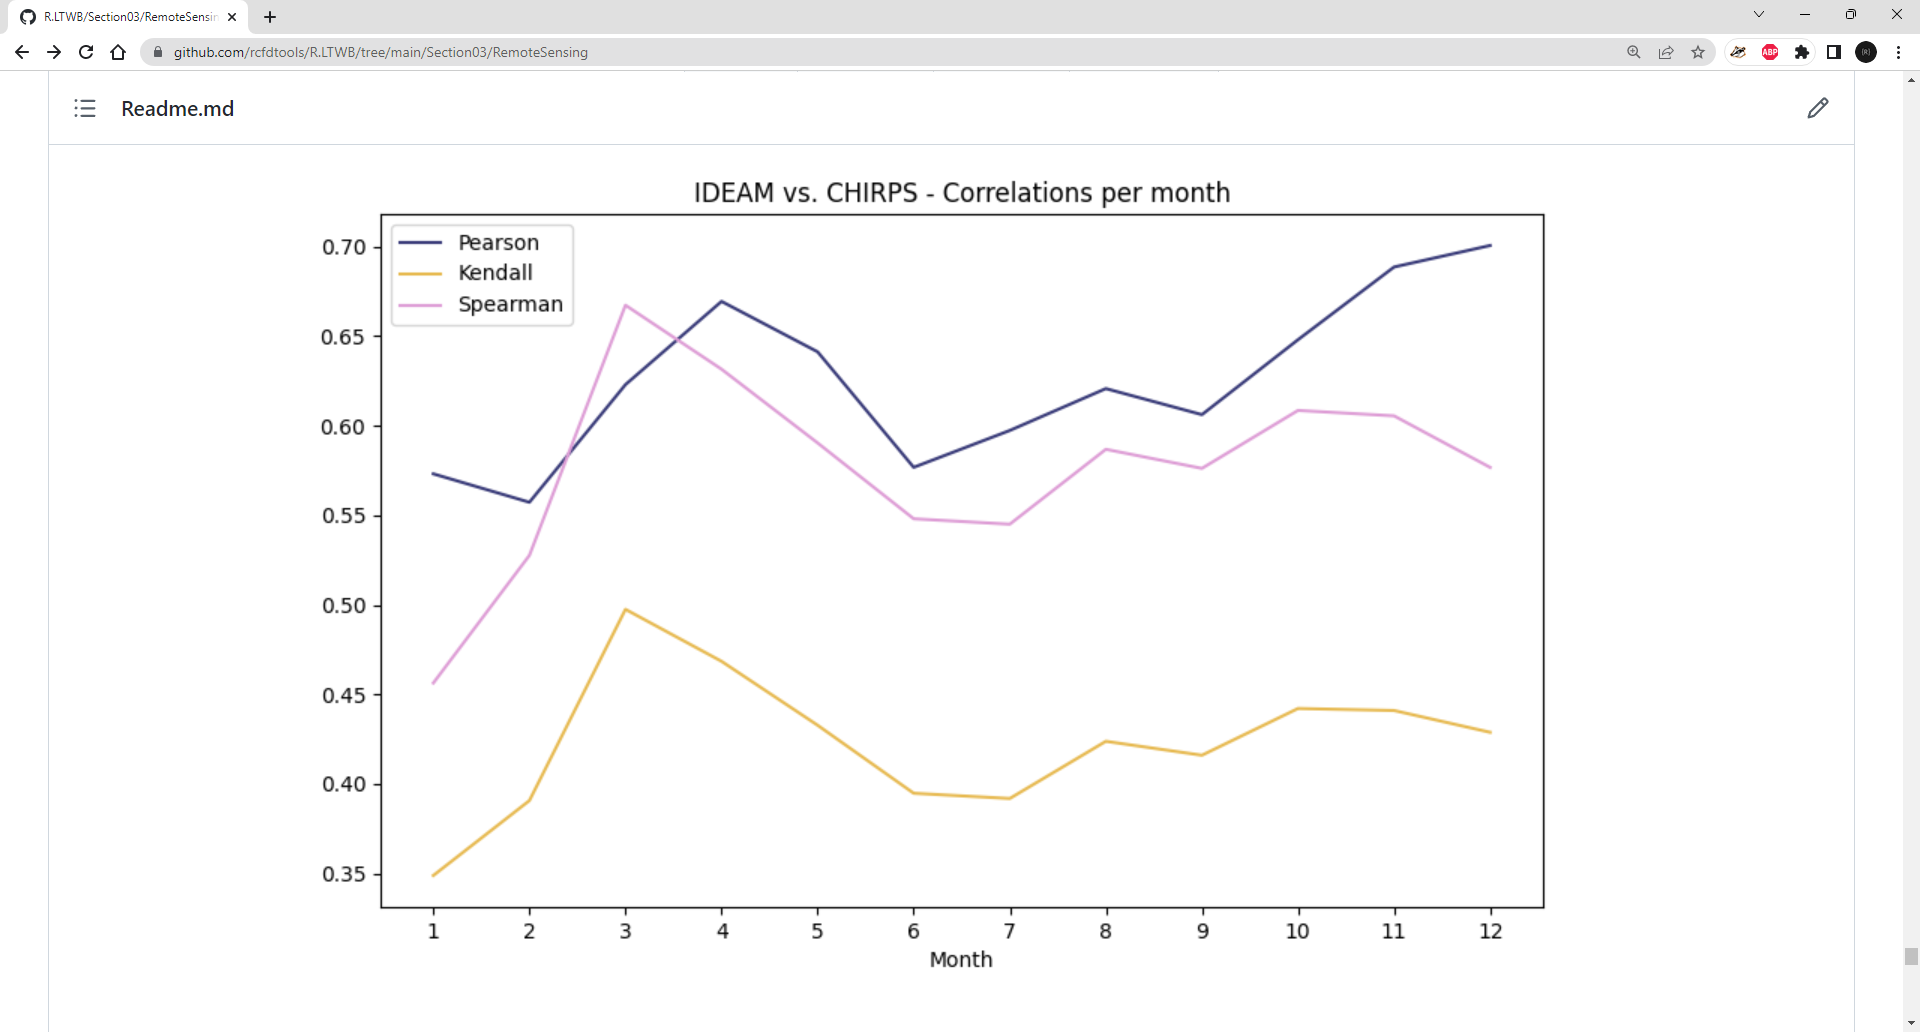 R.LTWB/Section03/RemoteSensin
github.com/rcfdtools/R.LTWB/tree/main/Section03/RemoteSensing
ABP
Readme.md
IDEAM vs. CHIRPS - Correlations per month
Pearson
Kendall
Spearman
0.70
0.65
0.60
0.55
0.50
0.45
0.40
0.35
1 2 3 4 5 6 7 8 9 10 11 12
Month